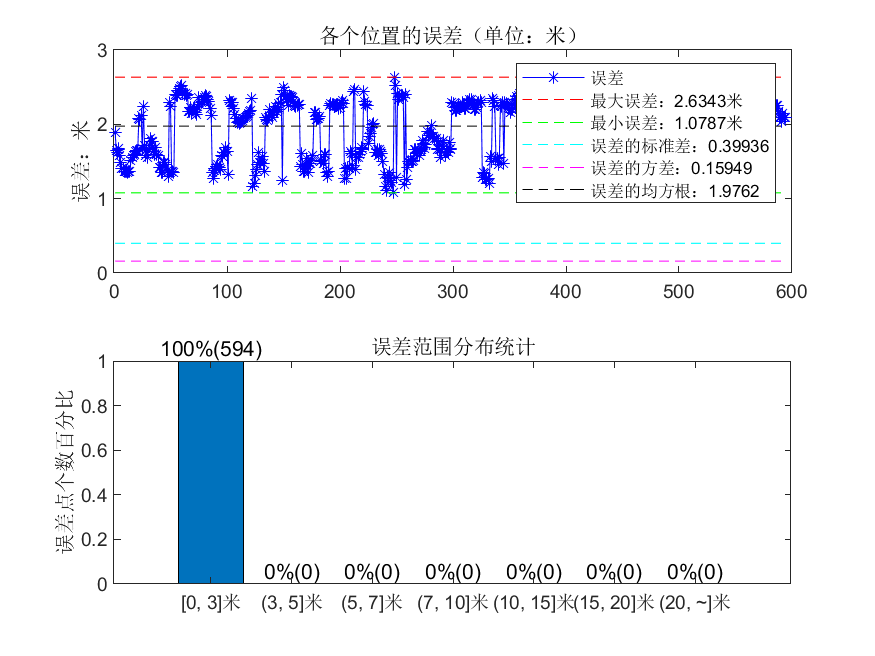 各个位置的误差（单位：米）
3
2
1
0
误差：米
误差
最大误差：2.6343米
最小误差：1.0787米
误差的标准差：0.39936
误差的方差：0.15949
误差的均方根：1.9762
0 100 200 300 400 500 600
误差范围分布统计
100%(594)
1
0.8
0.6
0.4
0.2
0
误差点个数百分比
0%(0) 0%(0) 0%(0) 0%(0) 0%(0) 0%(0)
[0, 3]米 (3, 5]米 (5, 7]米 (7, 10]米 (10, 15]米 (15, 20]米 (20, ~]米